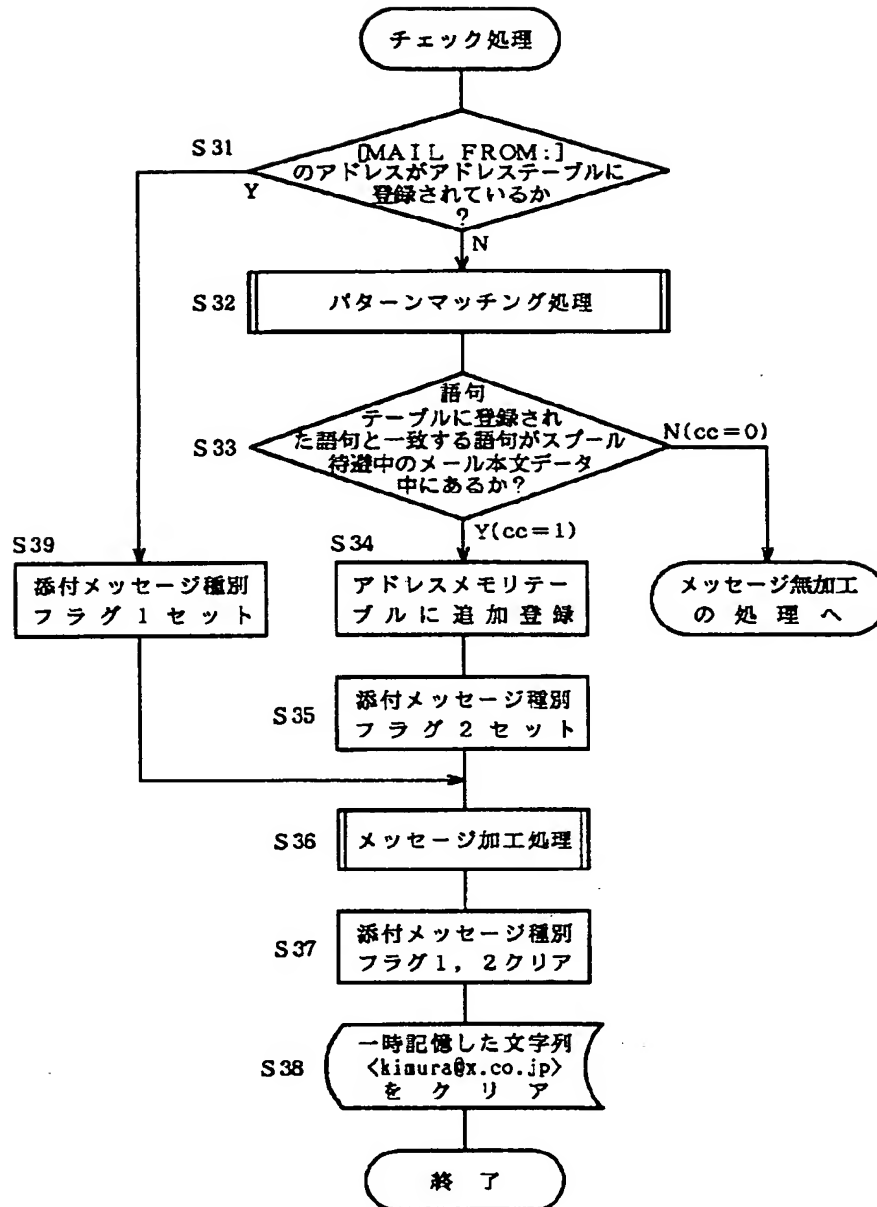 チェック処理
S31
[MAIL FROM:]
のアドレスがアドレステーブルに
登録されているか
?
Y
N
S32
パターンマッチング処理
S33
語句
テーブルに登録され
た語句と一致する語句がスプール
待避中のメール本文データ
中にあるか?
N(cc=0)
Y(cc=1)
S39
添付メッセージ種別
フラグ1セット
S34
アドレスメモリテー
ブルに追加登録
メッセージ無加工
の処理へ
S35
添付メッセージ種別
フラグ2セット
S36
メッセージ加工処理
S37
添付メッセージ種別
フラグ1,2クリア
S38
一時記憶した文字列
<kimura@x.co.jp>
をクリア
終了